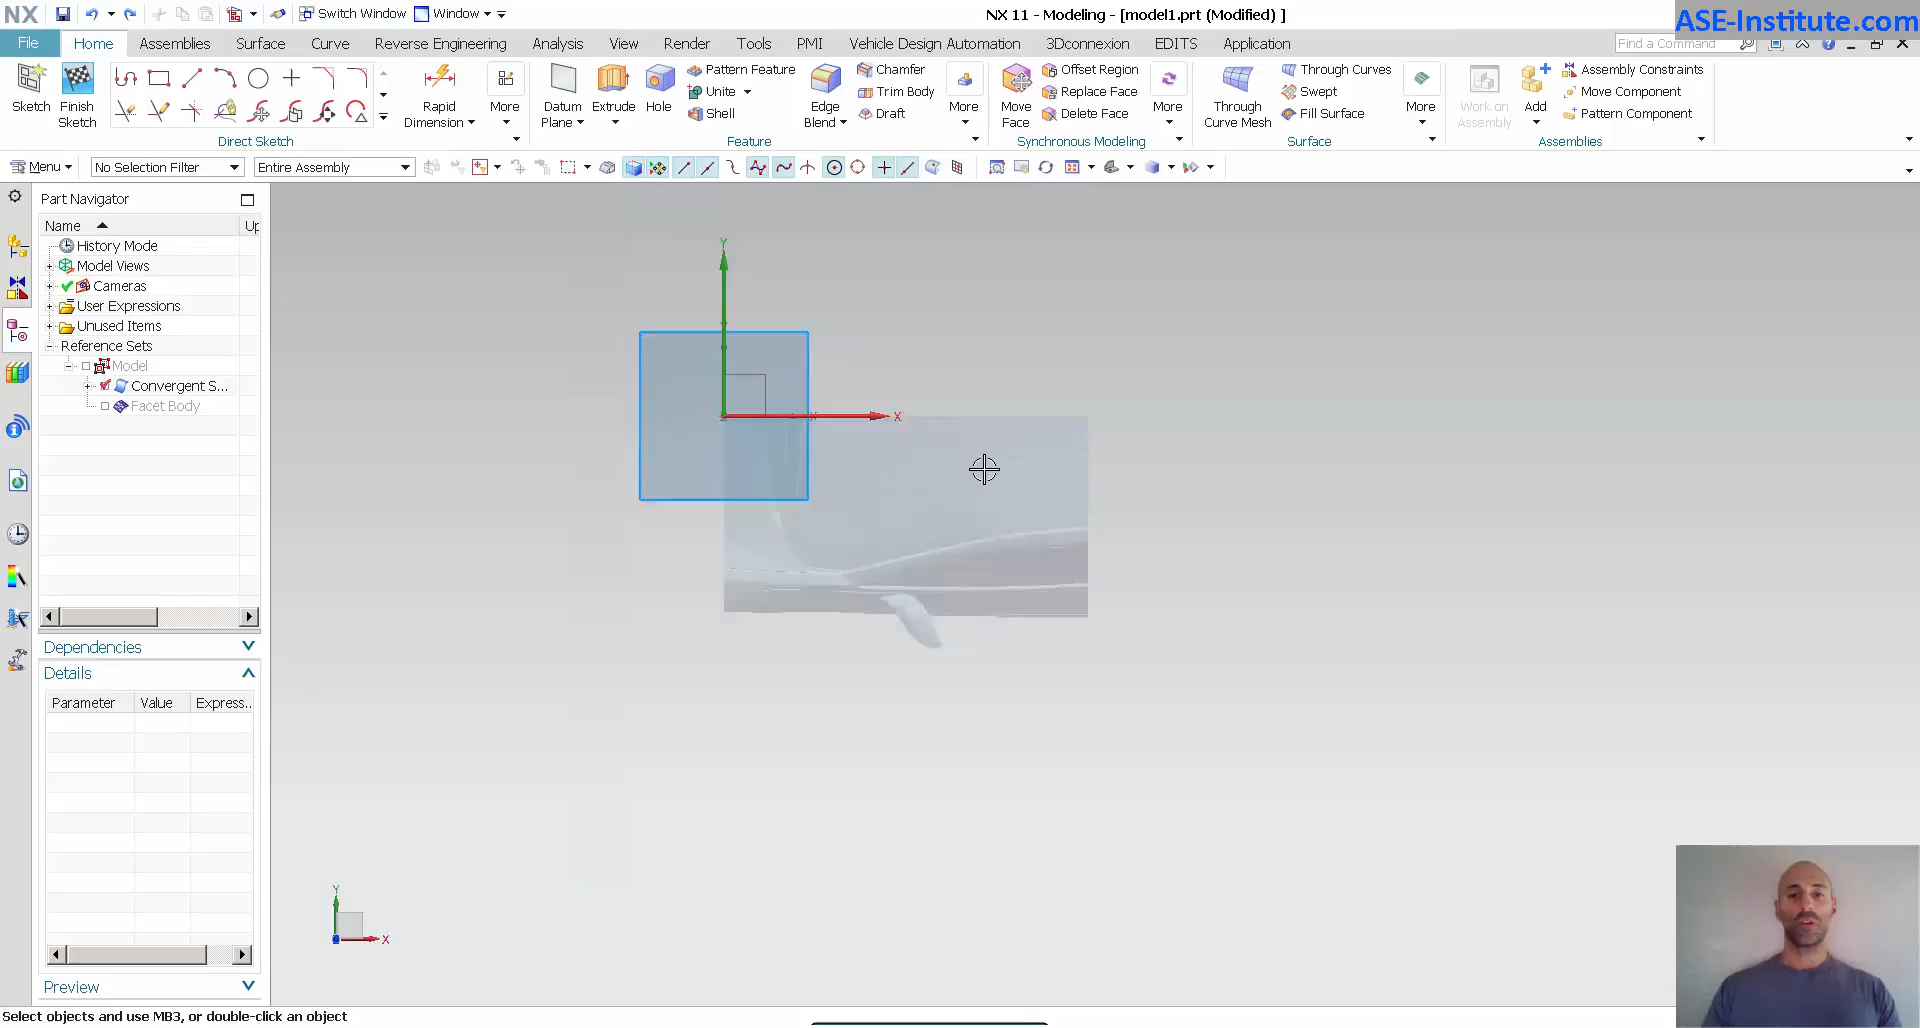 NX
Switch Window
Window
NX 11 - Modeling - [model1.prt (Modified) ]
ASE-Institute.com
File
Home
Assemblies
Surface
Curve
Reverse Engineering
Analysis
View
Render
Tools
PMI
Vehicle Design Automation
3Dconnexion
EDITS
Application
Find a Command
Sketch
Finish Sketch
Rapid Dimension
More
Direct Sketch
Datum Plane
Extrude
Hole
Pattern Feature
Unite
Shell
Edge Blend
Chamfer
Trim Body
Draft
More
Feature
Move Face
Offset Region
Replace Face
Delete Face
More
Synchronous Modeling
Through Curve Mesh
Through Curves
Swept
Fill Surface
More
Surface
Work on Assembly
Add
Assembly Constraints
Move Component
Pattern Component
Assemblies
Menu
No Selection Filter
Entire Assembly
Part Navigator
Name
Up
History Mode
Model Views
Cameras
User Expressions
Unused Items
Reference Sets
Model
Convergent S...
Facet Body
Dependencies
Details
Parameter
Value
Express..
Preview
Y
X
Y
X
Select objects and use MB3, or double-click an object